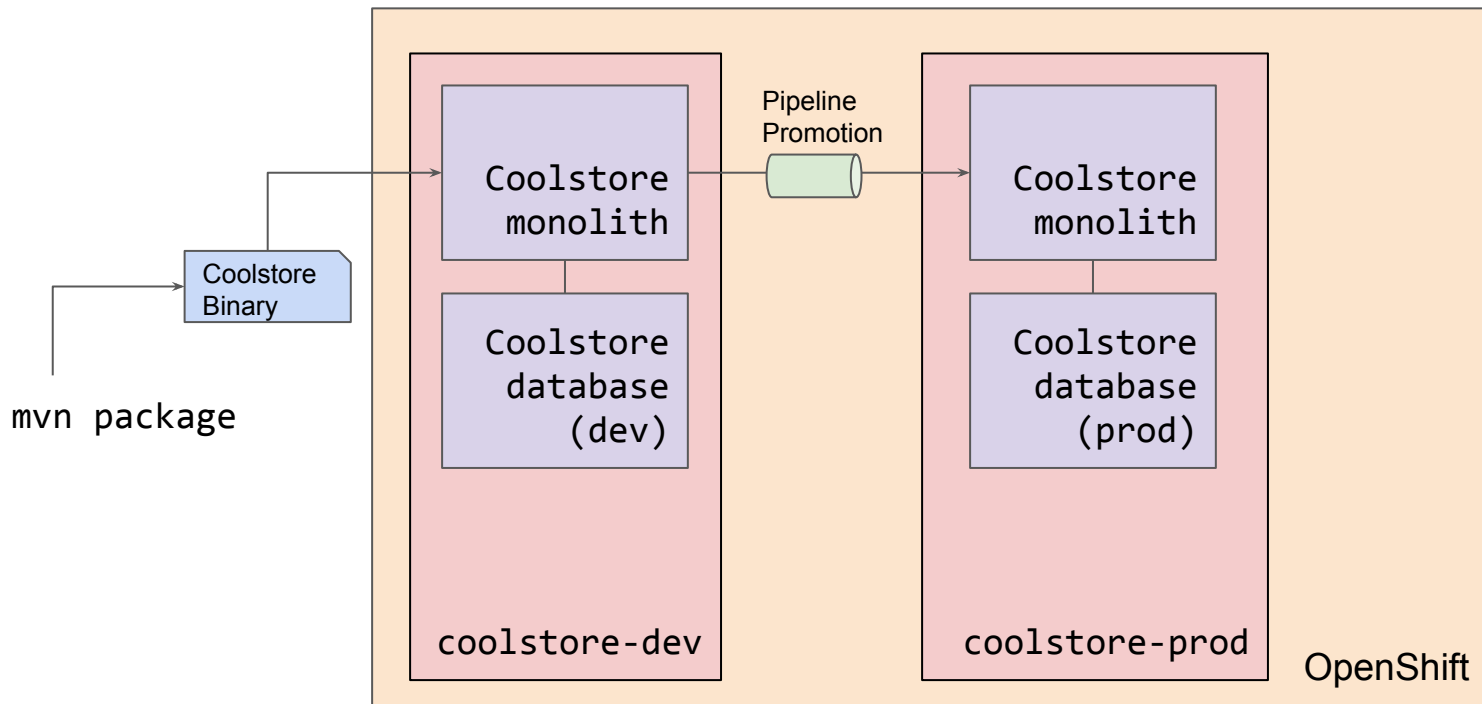 Pipeline
Promotion
Coolstore
monolith
Coolstore
monolith
Coolstore
Binary
Coolstore
database
(dev)
Coolstore
database
(prod)
mvn package
coolstore-dev
coolstore-prod
OpenShift